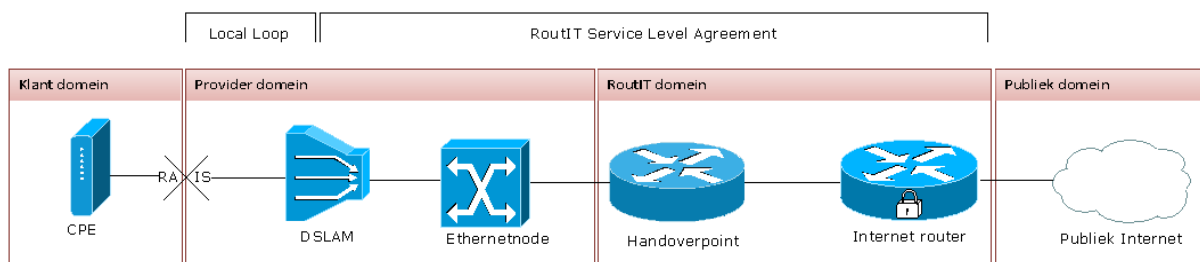 Local Loop
RoutIT Service Level Agreement
Klant domein
Provider domein
RoutIT domein
Publiek domein
RA IS
CPE
DSLAM
Ethernetnode
Handoverpoint
Internet router
Publiek Internet